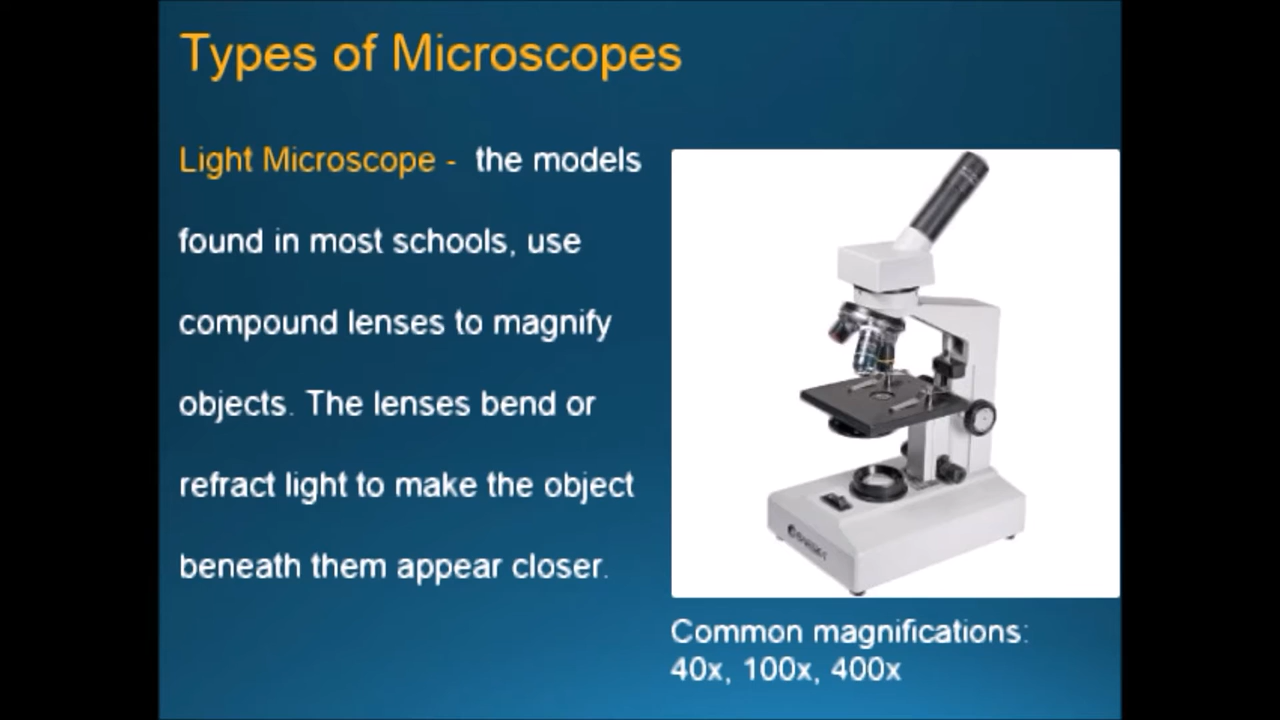 Types of Microscopes
Light Microscope - the models
found in most schools, use
compound lenses to magnify
objects. The lenses bend or
refract light to make the object
beneath them appear closer.
Common magnifications:
40x, 100x, 400x